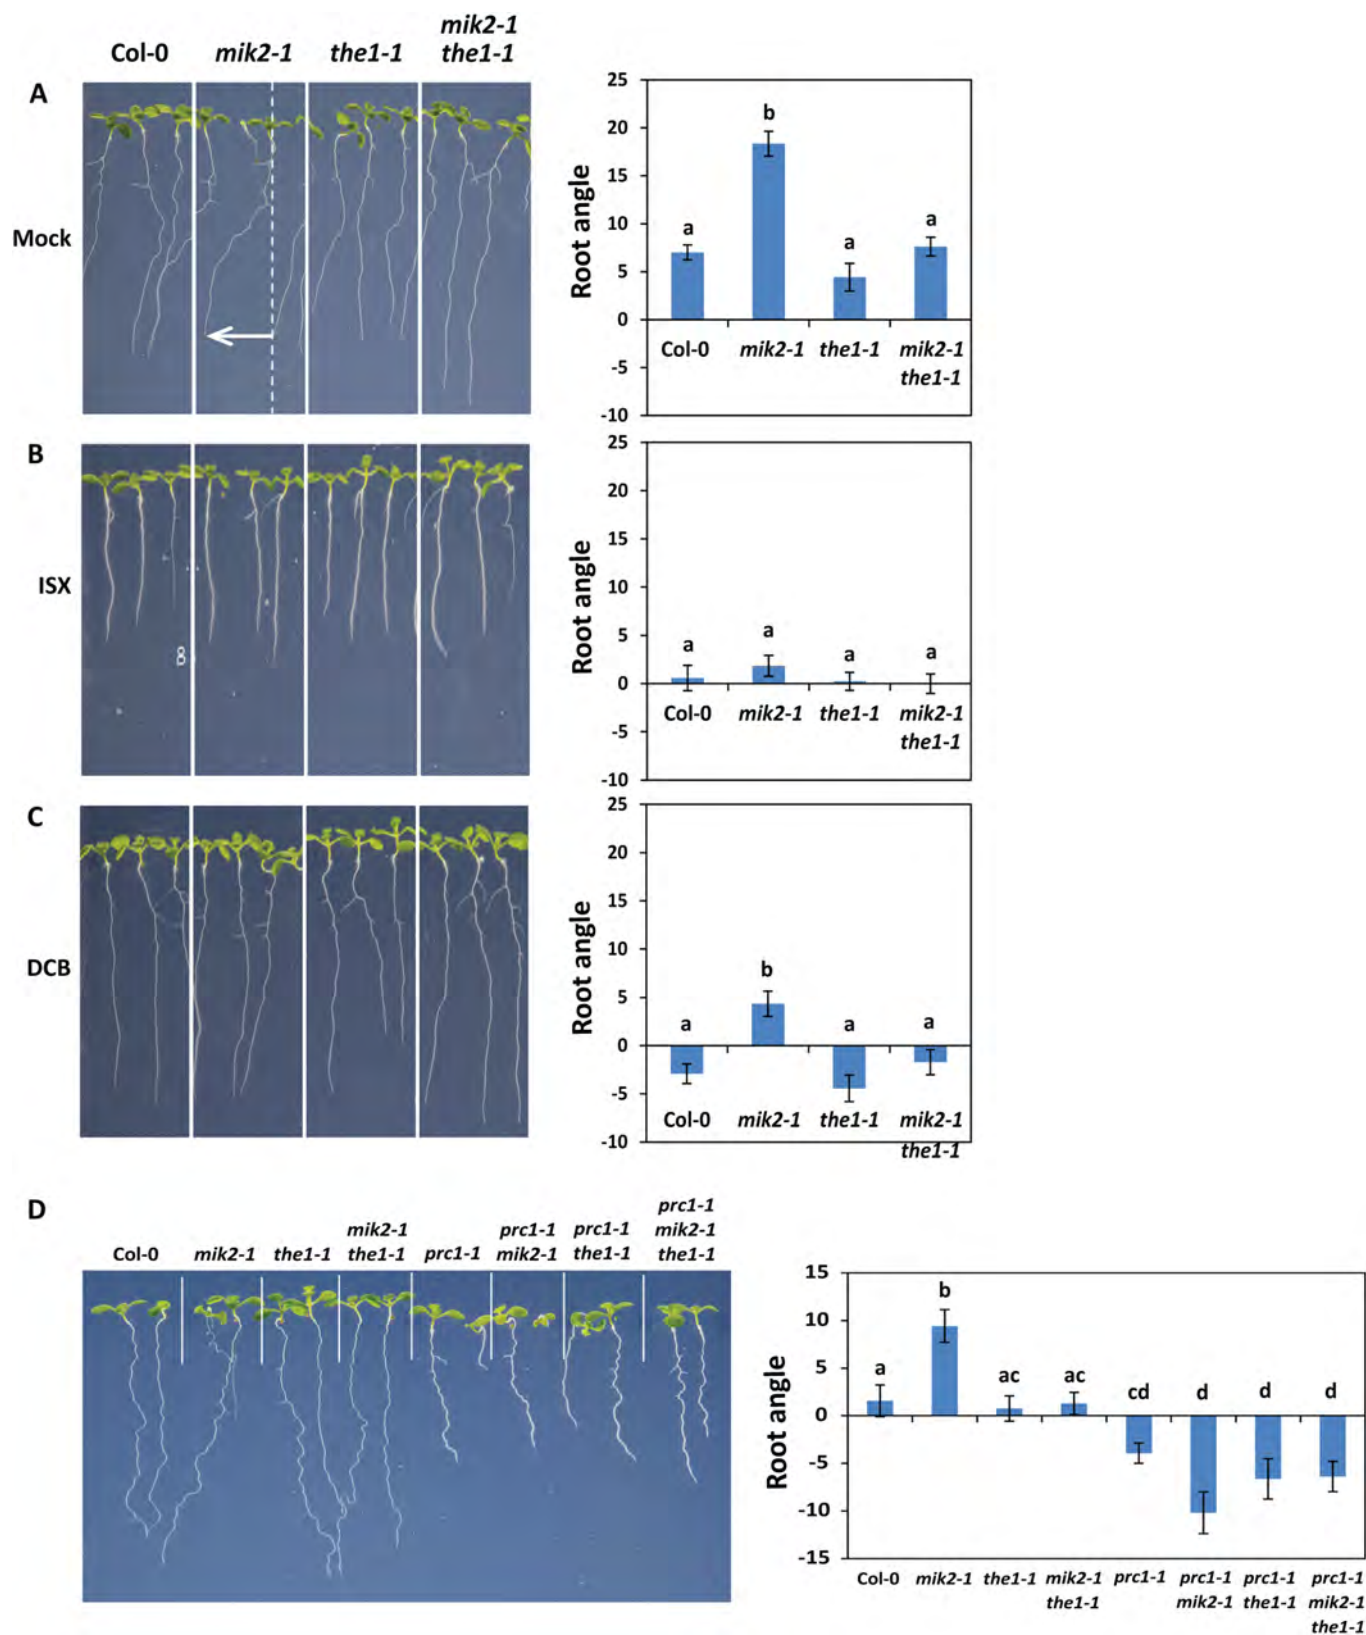 Col-0 mik2-1 the1-1 mik2-1
the1-1
A
Mock
Root angle
25
20
15
10
5
0
-5
-10
a b a a
Col-0 mik2-1 the1-1 mik2-1
the1-1
B
ISX
Root angle
25
20
15
10
5
0
-5
-10
a a a a
Col-0 mik2-1 the1-1 mik2-1
the1-1
C
DCB
Root angle
25
20
15
10
5
0
-5
-10
a b a a
Col-0 mik2-1 the1-1 mik2-1
the1-1
D
Col-0 mik2-1 the1-1 mik2-1 prc1-1 prc1-1 prc1-1 prc1-1
the1-1 mik2-1 the1-1 mik2-1
the1-1
Root angle
15
10
5
0
-5
-10
-15
a b ac ac cd d d d
Col-0 mik2-1 the1-1 mik2-1 prc1-1 prc1-1 prc1-1 prc1-1
the1-1 mik2-1 the1-1 mik2-1
the1-1